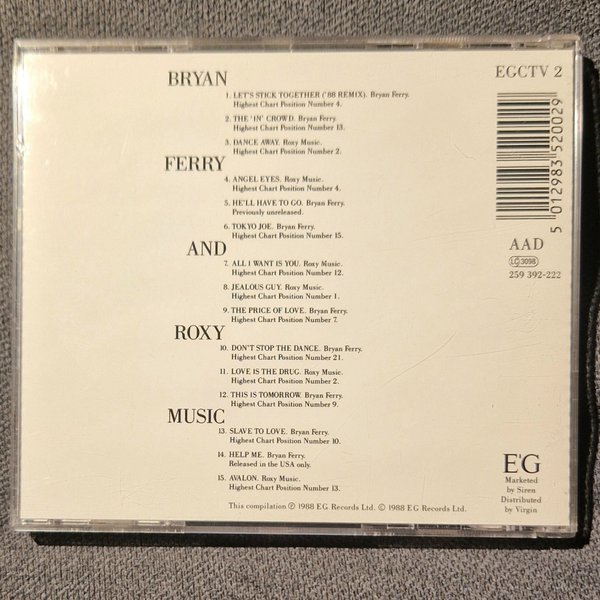 BRYAN
1. LET'S STICK TOGETHER ('88 REMIX). Bryan Ferry.
Highest Chart Position Number 4.
2. THE 'IN' CROWD. Bryan Ferry.
Highest Chart Position Number 13.
3. DANCE AWAY. Roxy Music.
Highest Chart Position Number 2.
FERRY
4. ANGEL EYES. Roxy Music.
Highest Chart Position Number 4.
5. HE'LL HAVE TO GO. Bryan Ferry.
Previously unreleased.
6. TOKYO JOE. Bryan Ferry.
Highest Chart Position Number 15.
AND
7. ALL I WANT IS YOU. Roxy Music.
Highest Chart Position Number 12.
8. JEALOUS GUY. Roxy Music.
Highest Chart Position Number 1.
9. THE PRICE OF LOVE. Bryan Ferry.
Highest Chart Position Number 7.
ROXY
10. DON'T STOP THE DANCE. Bryan Ferry.
Highest Chart Position Number 21.
11. LOVE IS THE DRUG. Roxy Music.
Highest Chart Position Number 2.
12. THIS IS TOMORROW. Bryan Ferry.
Highest Chart Position Number 9.
MUSIC
13. SLAVE TO LOVE. Bryan Ferry.
Highest Chart Position Number 10.
14. HELP ME. Bryan Ferry.
Released in the USA only.
15. AVALON. Roxy Music.
Highest Chart Position Number 13.
This compilation ℗ 1988 E'G Records Ltd. © 1988 E'G Records Ltd.
EGCTV 2
5 012983 520029
AAD
LC 3098
259 392-222
E'G
Marketed
by Siren
Distributed
by Virgin